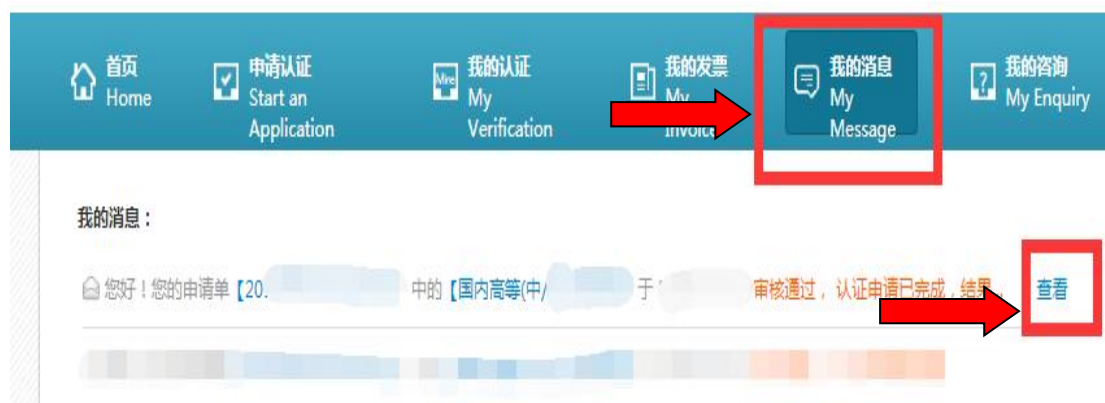 首页
Home
申请认证
Start an
Application
Mine
我的认证
My
Verification
我的发票
My
Invoice
我的消息
My
Message
?
我的咨询
My Enquiry
我的消息：
您好！您的申请单【20. 中的【国内高等(中/ 于 审核通过，认证申请已完成，结果 查看